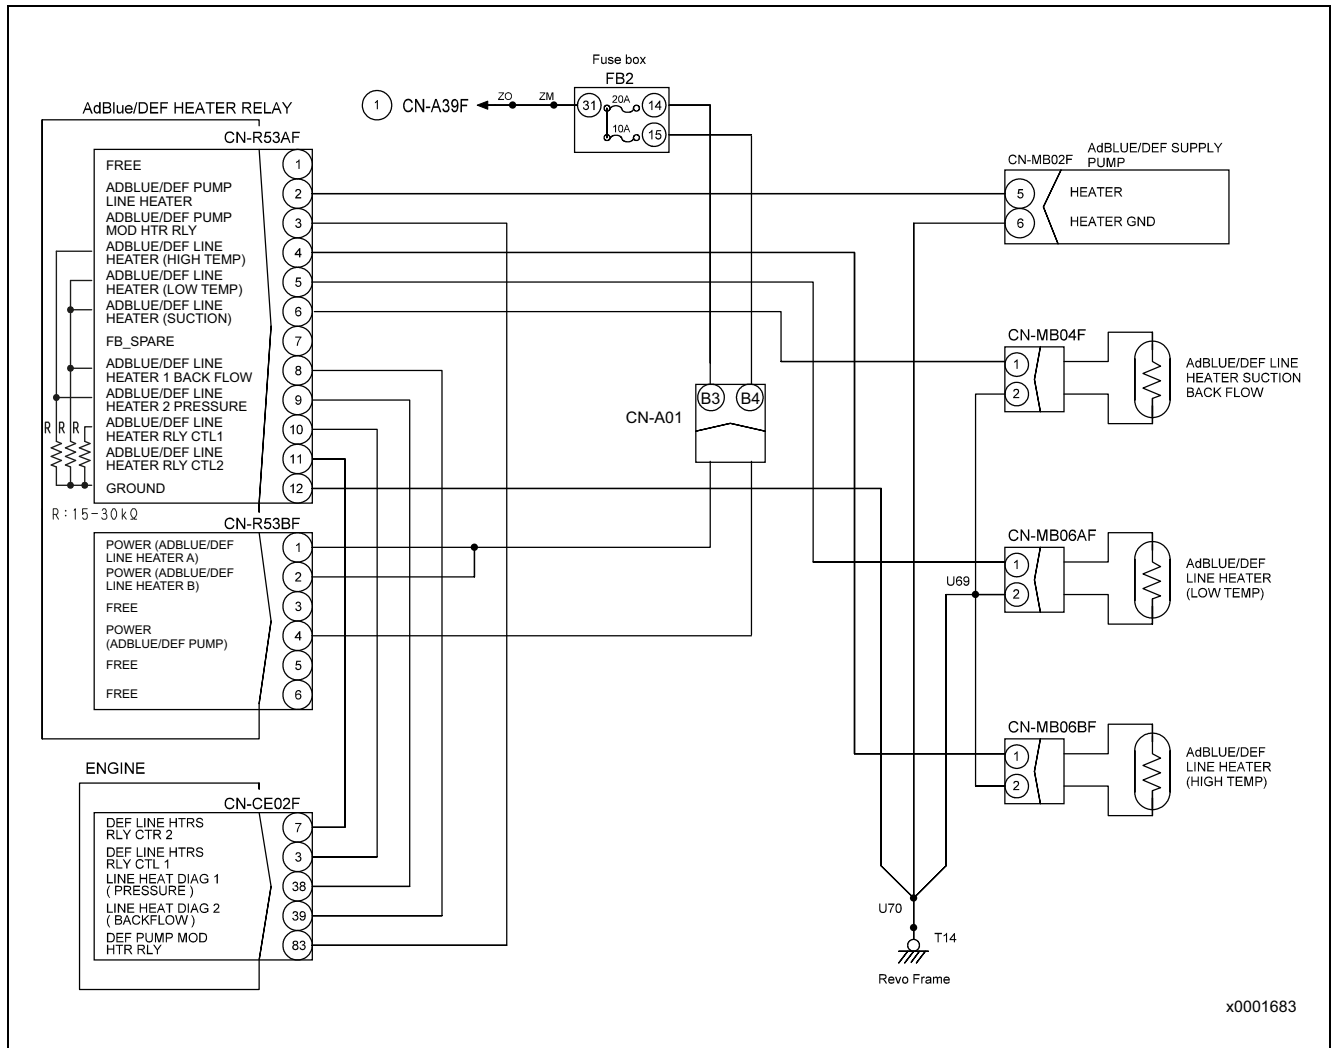 Fuse box
FB2
1 CN-A39F ZO ZM 31 20A 14
10A 15
AdBlue/DEF HEATER RELAY
CN-R53AF
FREE 1
ADBLUE/DEF PUMP
LINE HEATER 2
ADBLUE/DEF PUMP
MOD HTR RLY 3
ADBLUE/DEF LINE
HEATER (HIGH TEMP) 4
ADBLUE/DEF LINE
HEATER (LOW TEMP) 5
ADBLUE/DEF LINE
HEATER (SUCTION) 6
FB_SPARE 7
ADBLUE/DEF LINE
HEATER 1 BACK FLOW 8
ADBLUE/DEF LINE
HEATER 2 PRESSURE 9
ADBLUE/DEF LINE
HEATER RLY CTL1 10
ADBLUE/DEF LINE
HEATER RLY CTL2 11
GROUND 12
R R R
R:15-30kΩ
CN-R53BF
POWER (ADBLUE/DEF
LINE HEATER A) 1
POWER (ADBLUE/DEF
LINE HEATER B) 2
FREE 3
POWER
(ADBLUE/DEF PUMP) 4
FREE 5
FREE 6
ENGINE
CN-CE02F
DEF LINE HTRS
RLY CTR 2 7
DEF LINE HTRS
RLY CTL 1 3
LINE HEAT DIAG 1
( PRESSURE ) 38
LINE HEAT DIAG 2
( BACKFLOW ) 39
DEF PUMP MOD
HTR RLY 83
B3 B4
CN-A01
CN-MB02F
AdBLUE/DEF SUPPLY
PUMP
5 HEATER
6 HEATER GND
CN-MB04F
1
2
AdBLUE/DEF LINE
HEATER SUCTION
BACK FLOW
CN-MB06AF
1
2
U69
AdBLUE/DEF
LINE HEATER
(LOW TEMP)
CN-MB06BF
1
2
AdBLUE/DEF
LINE HEATER
(HIGH TEMP)
U70
T14
Revo Frame
x0001683